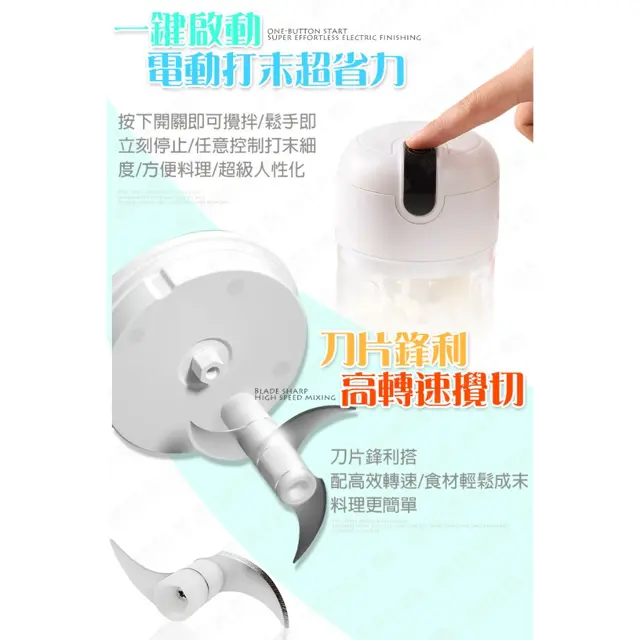 一鍵啟動
ONE-BUTTON START
SUPER EFFORTLESS ELECTRIC FINISHING
電動打末超省力
按下開關即可攪拌/鬆手即
立刻停止/任意控制打末細
度/方便料理/超級人性化
刀片鋒利
BLADE SHARP
HIGH SPEED MIXING
高轉速攪切
刀片鋒利搭
配高效轉速/食材輕鬆成末
料理更簡單